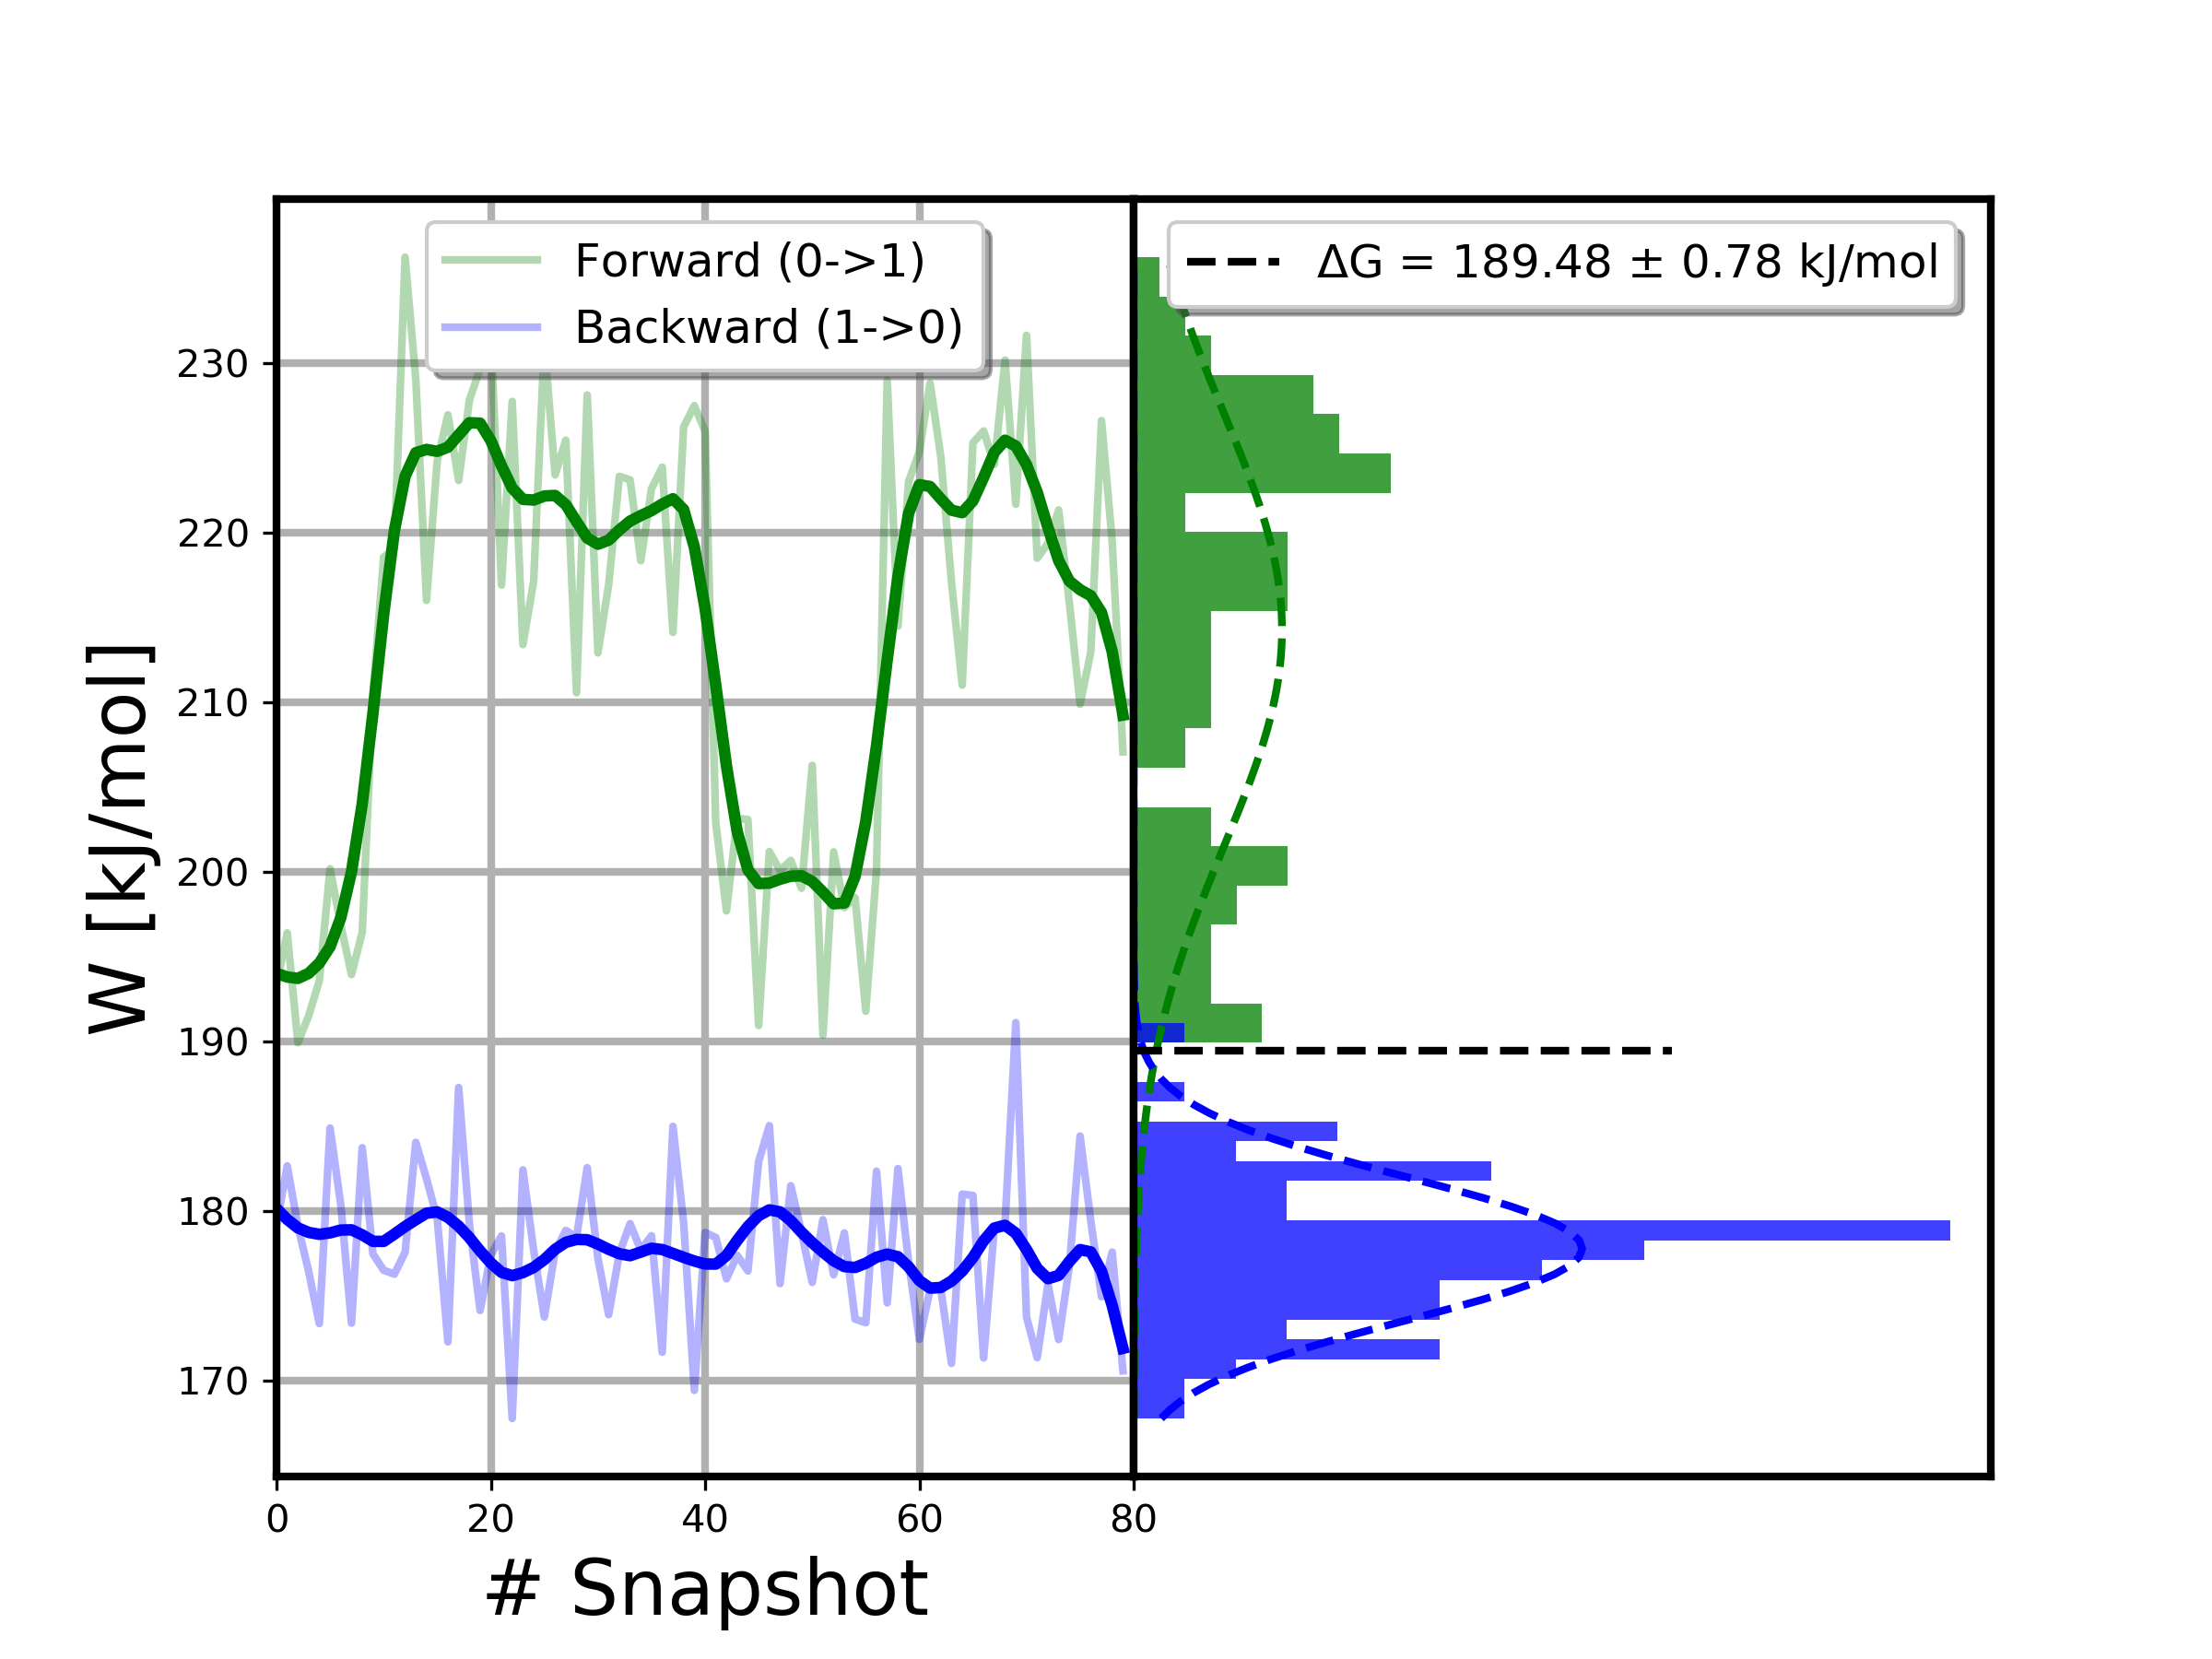 Forward (0->1)
Backward (1->0)
ΔG = 189.48 ± 0.78 kJ/mol
W [kJ/mol]
230
220
210
200
190
180
170
0
20
40
60
80
# Snapshot